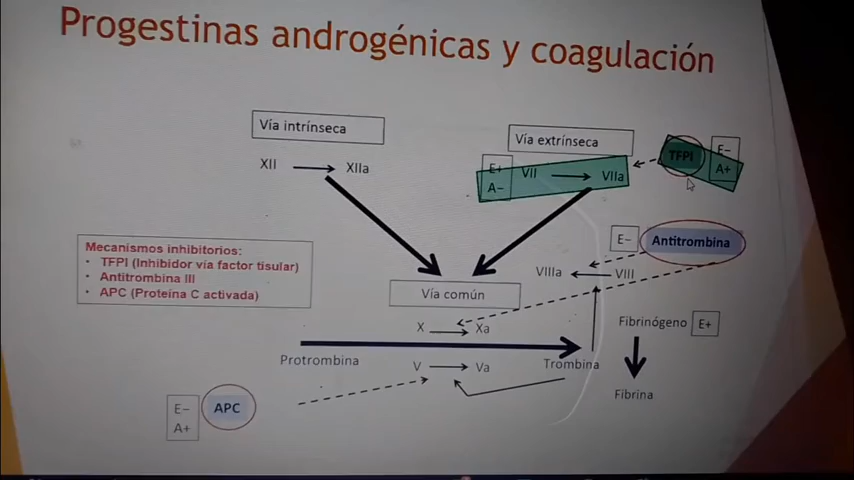 Progestinas androgénicas y coagulación
Vía intrínseca
Vía extrínseca
XII
XIIa
E+
A−
VII
VIIa
TFPI
E−
A+
E−
Antitrombina
VIIIa
VIII
Mecanismos inhibitorios:
• TFPI (Inhibidor vía factor tisular)
• Antitrombina III
• APC (Proteína C activada)
Vía común
X
Xa
Fibrinógeno
E+
Protrombina
V
Va
Trombina
Fibrina
E−
A+
APC